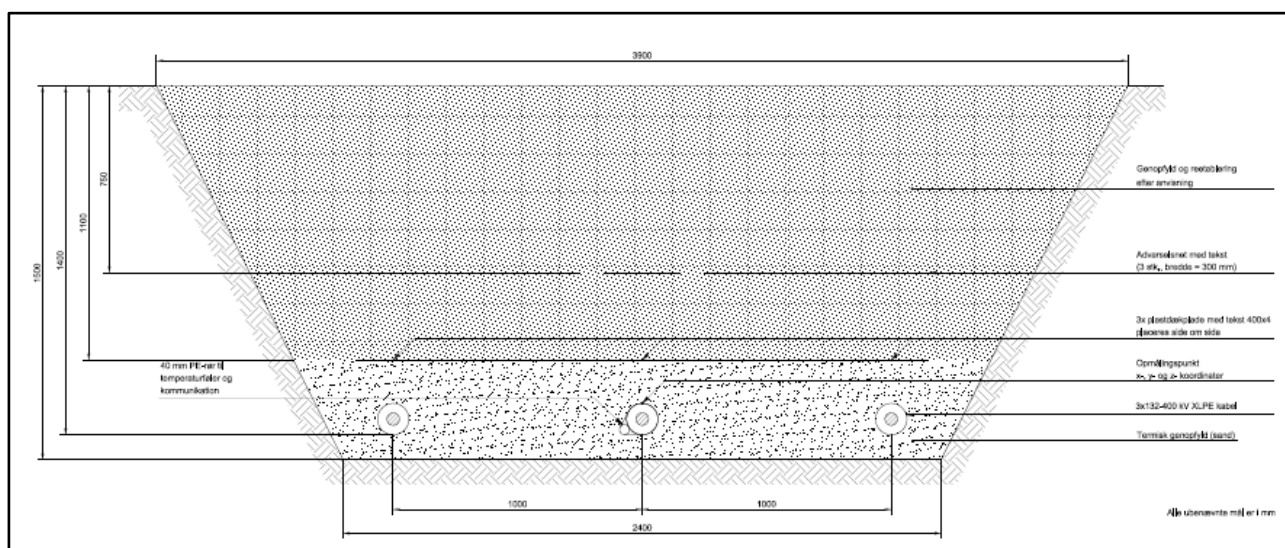 3900
Genopfyld og reetablering
efter anvisning
750
1100
1400
1500
Advarselsnet med tekst
(3 stk., bredde = 300 mm)
3x plastdækplade med tekst 400x4
placeres side om side
40 mm PE-rør til
temperaturføler og
kommunikation
Opmålingspunkt
x-, y- og z- koordinater
3x132-400 kV XLPE kabel
Termisk genopfyld (sand)
1000
1000
2400
Alle ubenævnte mål er i mm